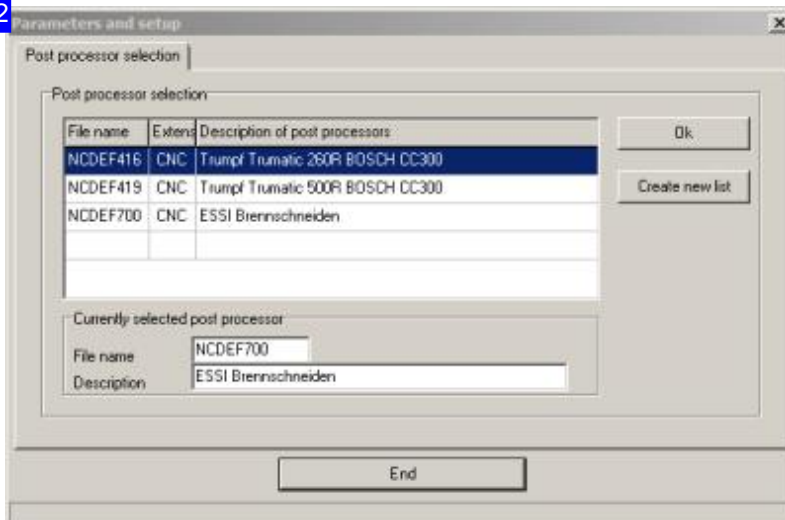 2
Parameters and setup
Post processor selection
Post processor selection
File name Extens Description of post processors
NCDEF416 CNC Trumpf Trumatic 260R BOSCH CC300
NCDEF419 CNC Trumpf Trumatic 500R BOSCH CC300
NCDEF700 CNC ESSI Brennschneiden
Ok
Create new list
Currently selected post processor
File name NCDEF700
Description ESSI Brennschneiden
End